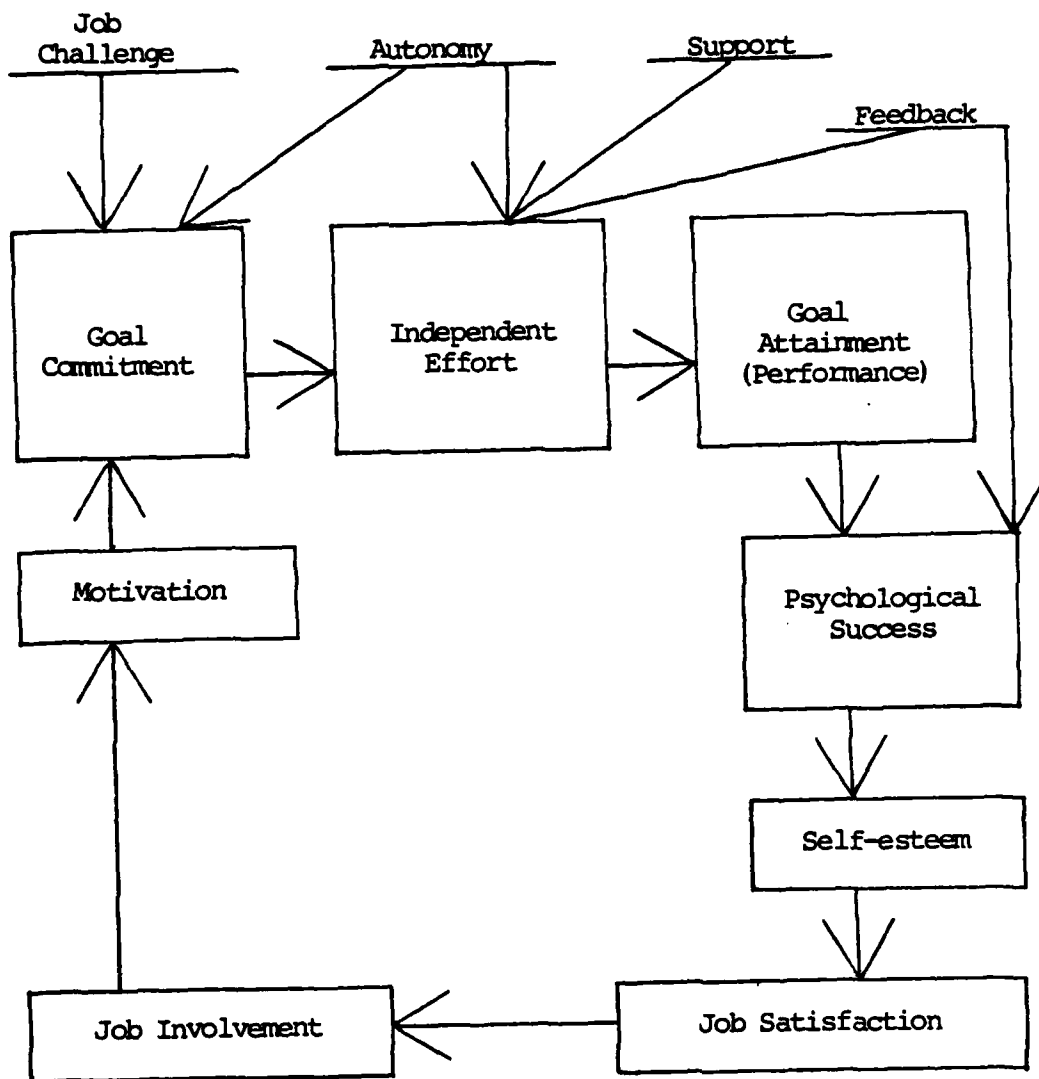 Job
Challenge
Autonomy
Support
Feedback
Goal
Commitment
Independent
Effort
Goal
Attainment
(Performance)
Motivation
Psychological
Success
Self-esteem
Job Involvement
Job Satisfaction